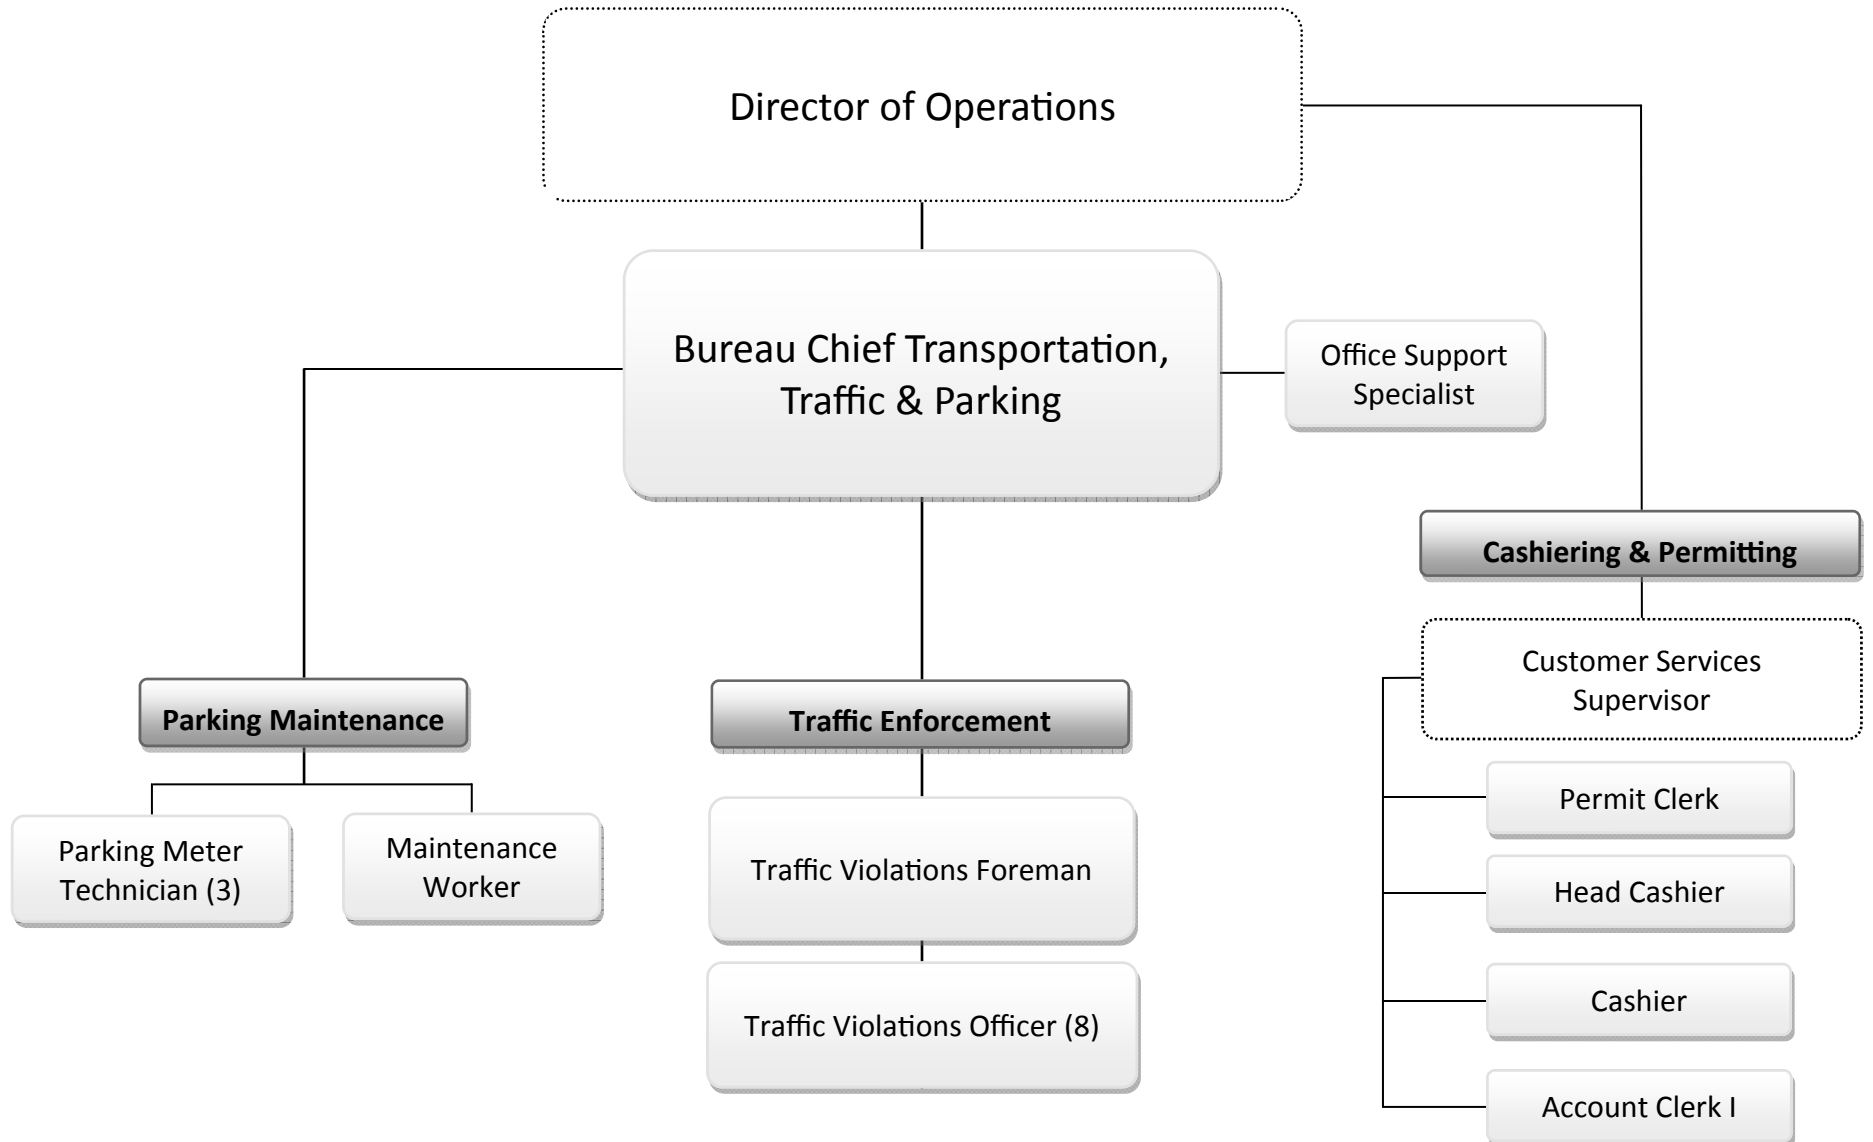 Director of Operations
Bureau Chief Transportation,
Traffic & Parking
Office Support
Specialist
Cashiering & Permitting
Customer Services
Supervisor
Parking Maintenance
Traffic Enforcement
Permit Clerk
Parking Meter
Technician (3)
Maintenance
Worker
Traffic Violations Foreman
Head Cashier
Cashier
Traffic Violations Officer (8)
Account Clerk I